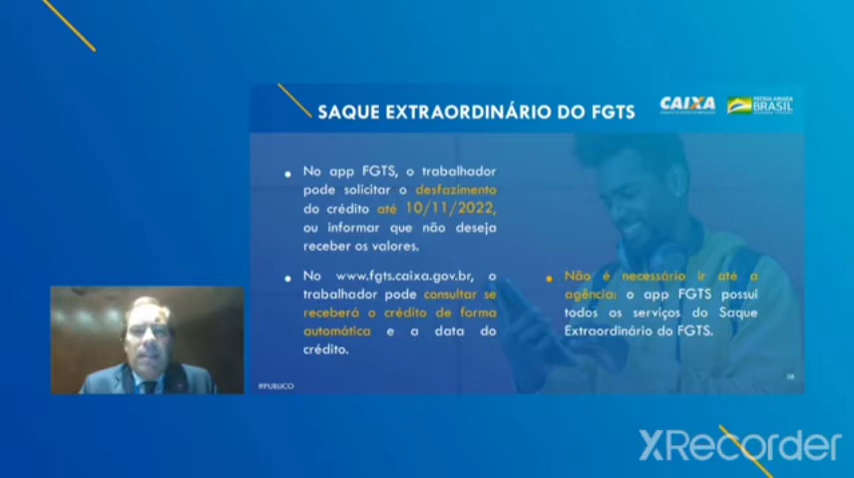 SAQUE EXTRAORDINÁRIO DO FGTS
CAIXA
PÁTRIA AMADA
BRASIL
No app FGTS, o trabalhador
pode solicitar o desfazimento
do crédito até 10/11/2022,
ou informar que não deseja
receber os valores.
No www.fgts.caixa.gov.br, o
trabalhador pode consultar se
receberá o crédito de forma
automática e a data do
crédito.
Não é necessário ir até a
agência: o app FGTS possui
todos os serviços do Saque
Extraordinário do FGTS.
#PUBLICO
XRecorder